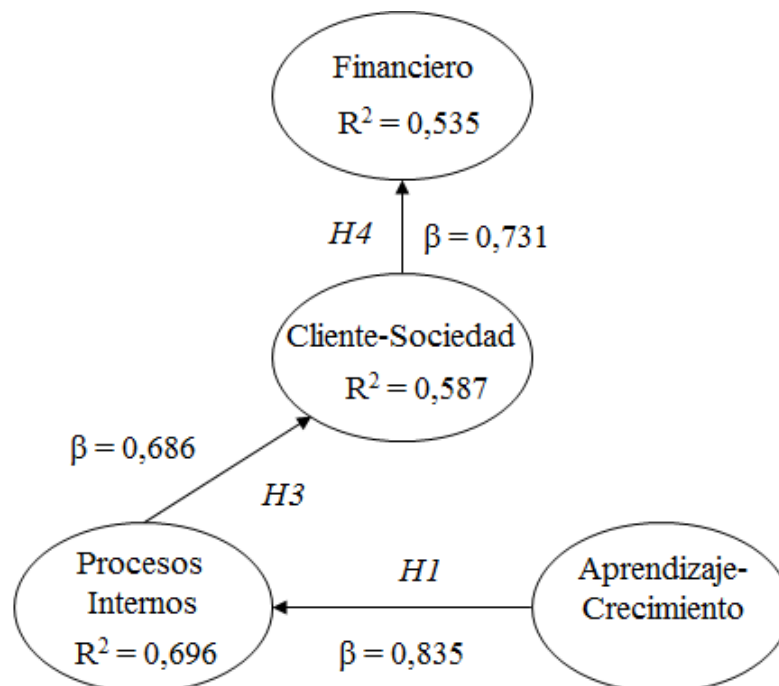 Financiero
R² = 0,535
H4
β = 0,731
Cliente-Sociedad
R² = 0,587
β = 0,686
H3
Procesos
Internos
R² = 0,696
H1
β = 0,835
Aprendizaje-
Crecimiento